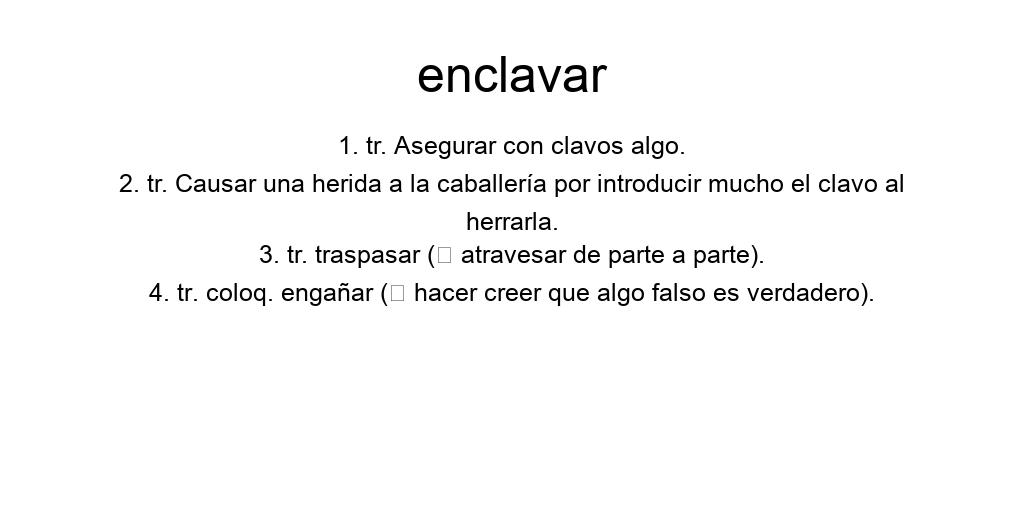 enclavar
1. tr. Asegurar con clavos algo.
2. tr. Causar una herida a la caballería por introducir mucho el clavo al
herrarla.
3. tr. traspasar (□ atravesar de parte a parte).
4. tr. coloq. engañar (□ hacer creer que algo falso es verdadero).